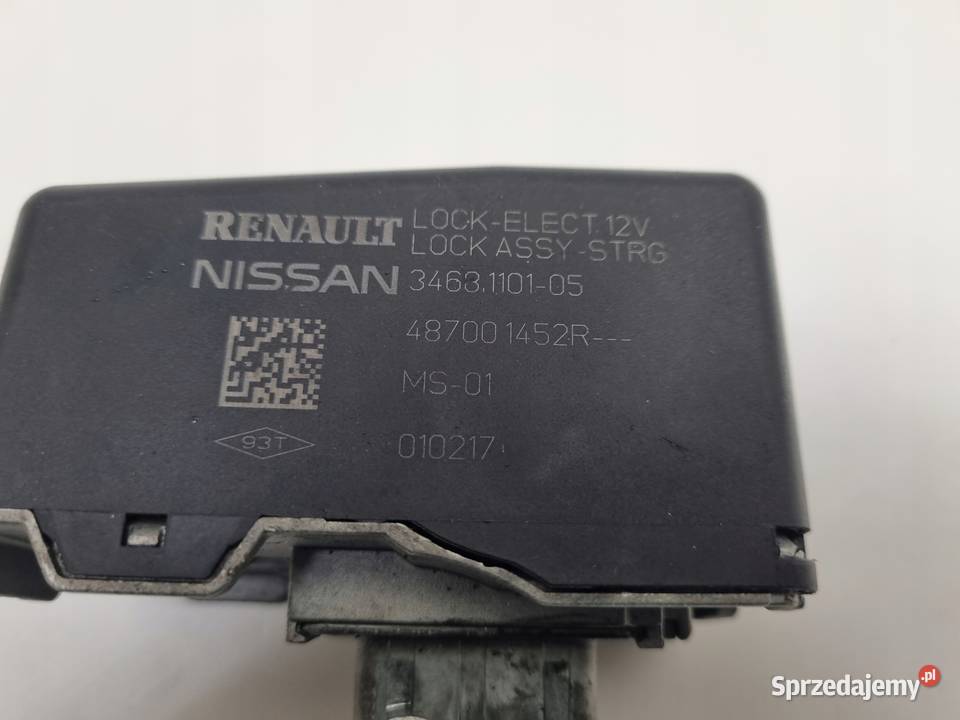 RENAULT LOCK-ELECT.12V
LOCK ASSY-STRG
NISSAN 3463.1101-05
487001452R---
MS-01
93T
010217
Sprzedajemy.pl